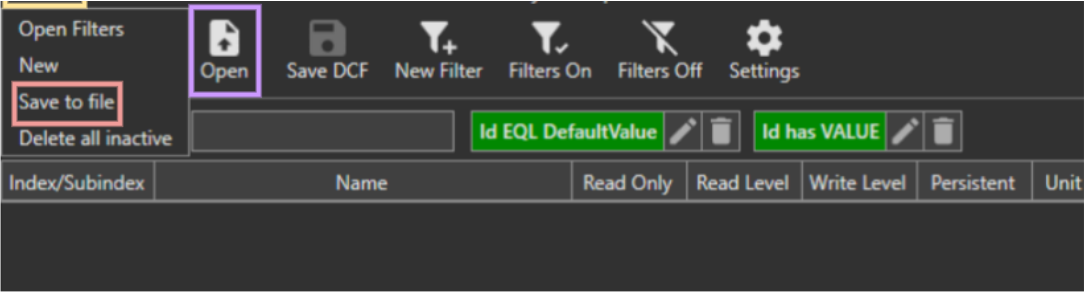 Open Filters
New
Save to file
Delete all inactive
Open
Save DCF
New Filter
Filters On
Filters Off
Settings
Id EQL DefaultValue
Id has VALUE
Index/Subindex
Name
Read Only
Read Level
Write Level
Persistent
Unit